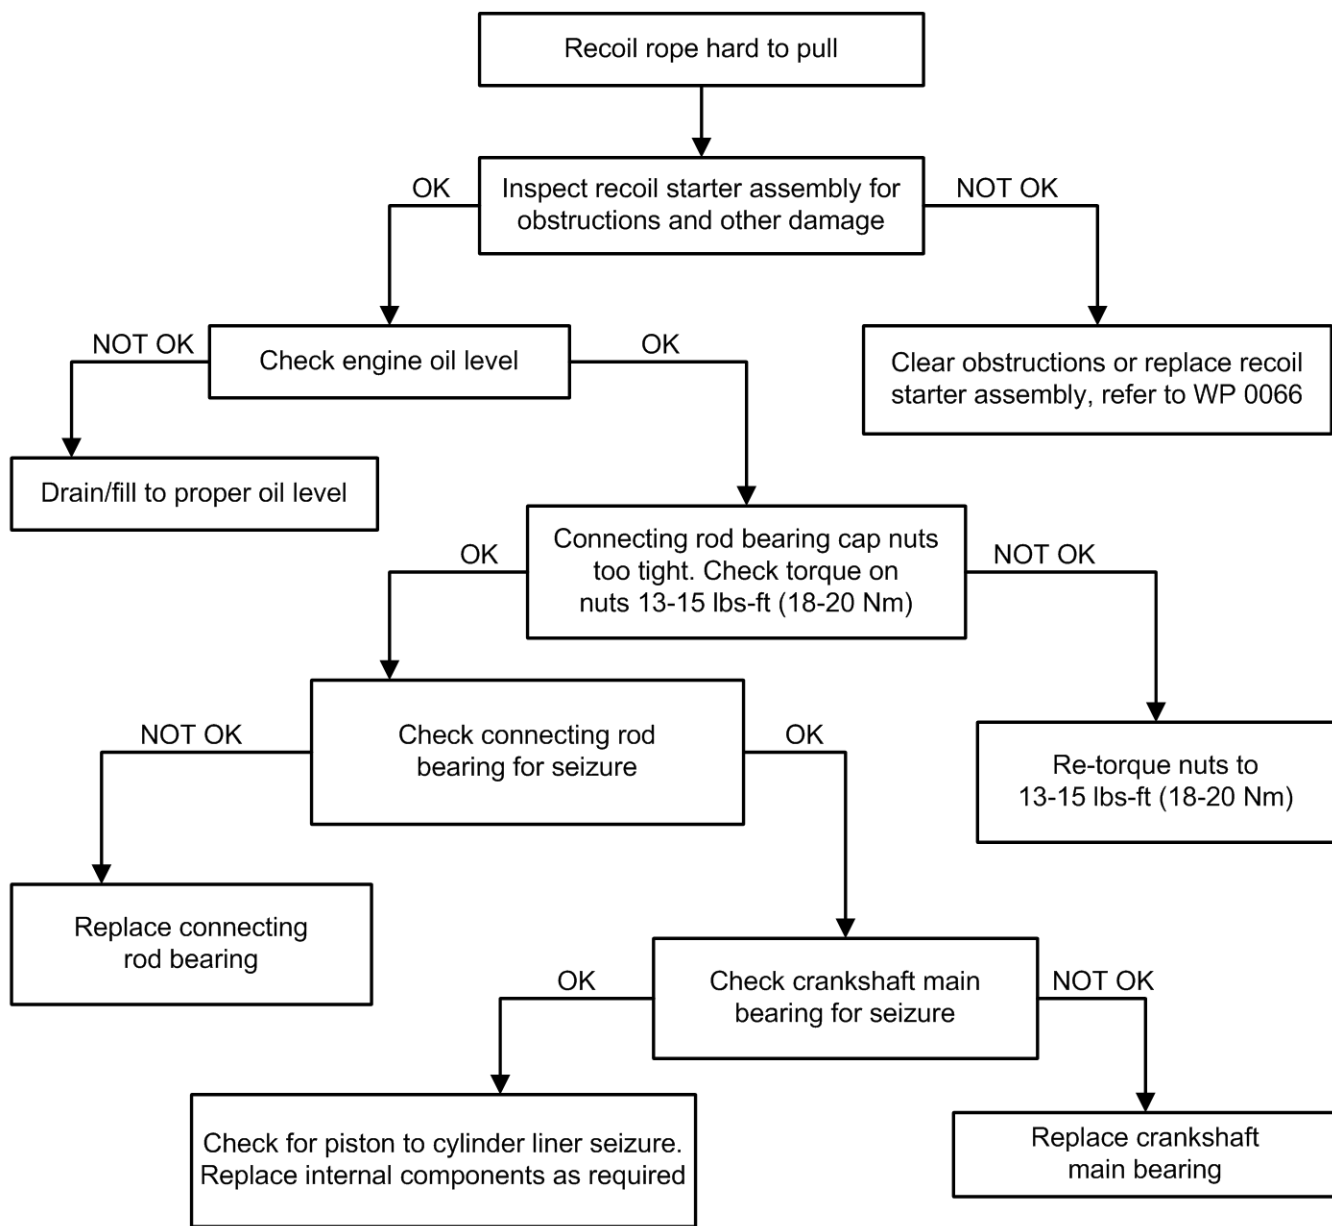 Recoil rope hard to pull
OK
Inspect recoil starter assembly for
obstructions and other damage
NOT OK
NOT OK
Check engine oil level
OK
Clear obstructions or replace recoil
starter assembly, refer to WP 0066
Drain/fill to proper oil level
OK
Connecting rod bearing cap nuts
too tight. Check torque on
nuts 13-15 lbs-ft (18-20 Nm)
NOT OK
NOT OK
Check connecting rod
bearing for seizure
OK
Re-torque nuts to
13-15 lbs-ft (18-20 Nm)
Replace connecting
rod bearing
OK
Check crankshaft main
bearing for seizure
NOT OK
Check for piston to cylinder liner seizure.
Replace internal components as required
Replace crankshaft
main bearing